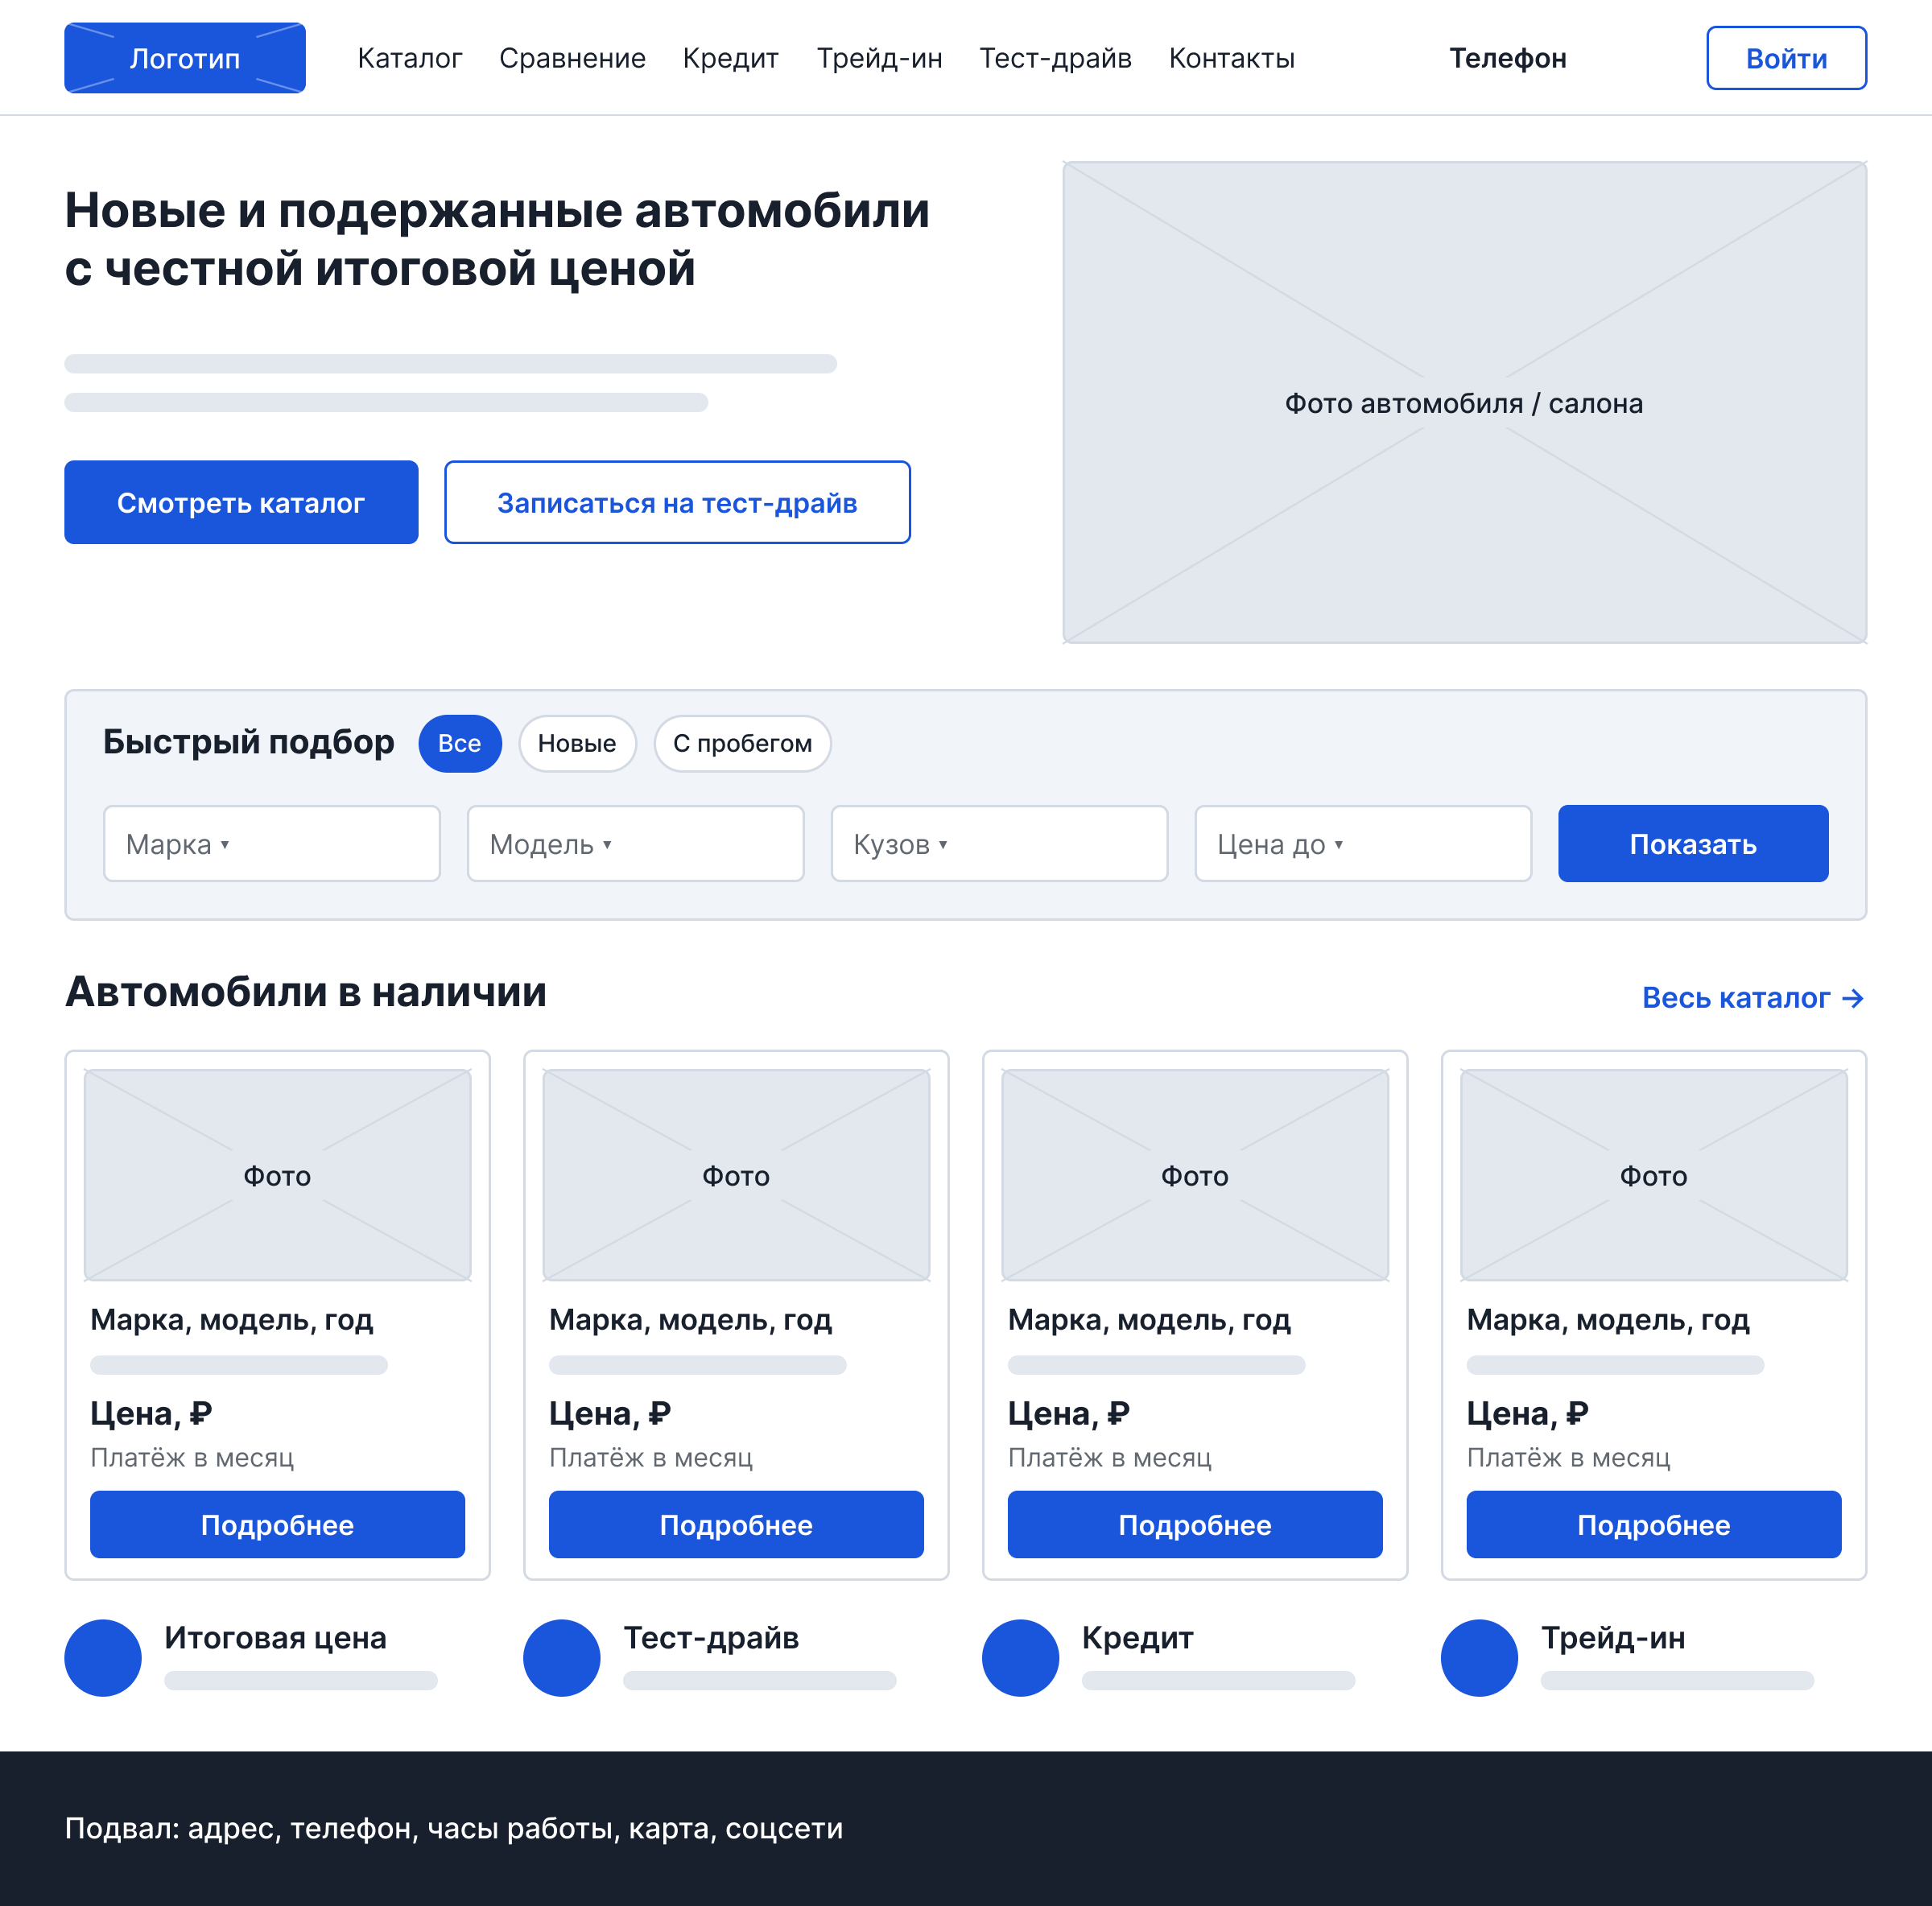 Логотип
Каталог Сравнение Кредит Трейд-ин Тест-драйв Контакты Телефон Войти
Новые и подержанные автомобили
с честной итоговой ценой
Смотреть каталог Записаться на тест-драйв
Фото автомобиля / салона
Быстрый подбор Все Новые С пробегом
Марка ▾ Модель ▾ Кузов ▾ Цена до ▾ Показать
Автомобили в наличии Весь каталог →
Фото Фото Фото Фото
Марка, модель, год Марка, модель, год Марка, модель, год Марка, модель, год
Цена, ₽ Цена, ₽ Цена, ₽ Цена, ₽
Платёж в месяц Платёж в месяц Платёж в месяц Платёж в месяц
Подробнее Подробнее Подробнее Подробнее
Итоговая цена Тест-драйв Кредит Трейд-ин
Подвал: адрес, телефон, часы работы, карта, соцсети